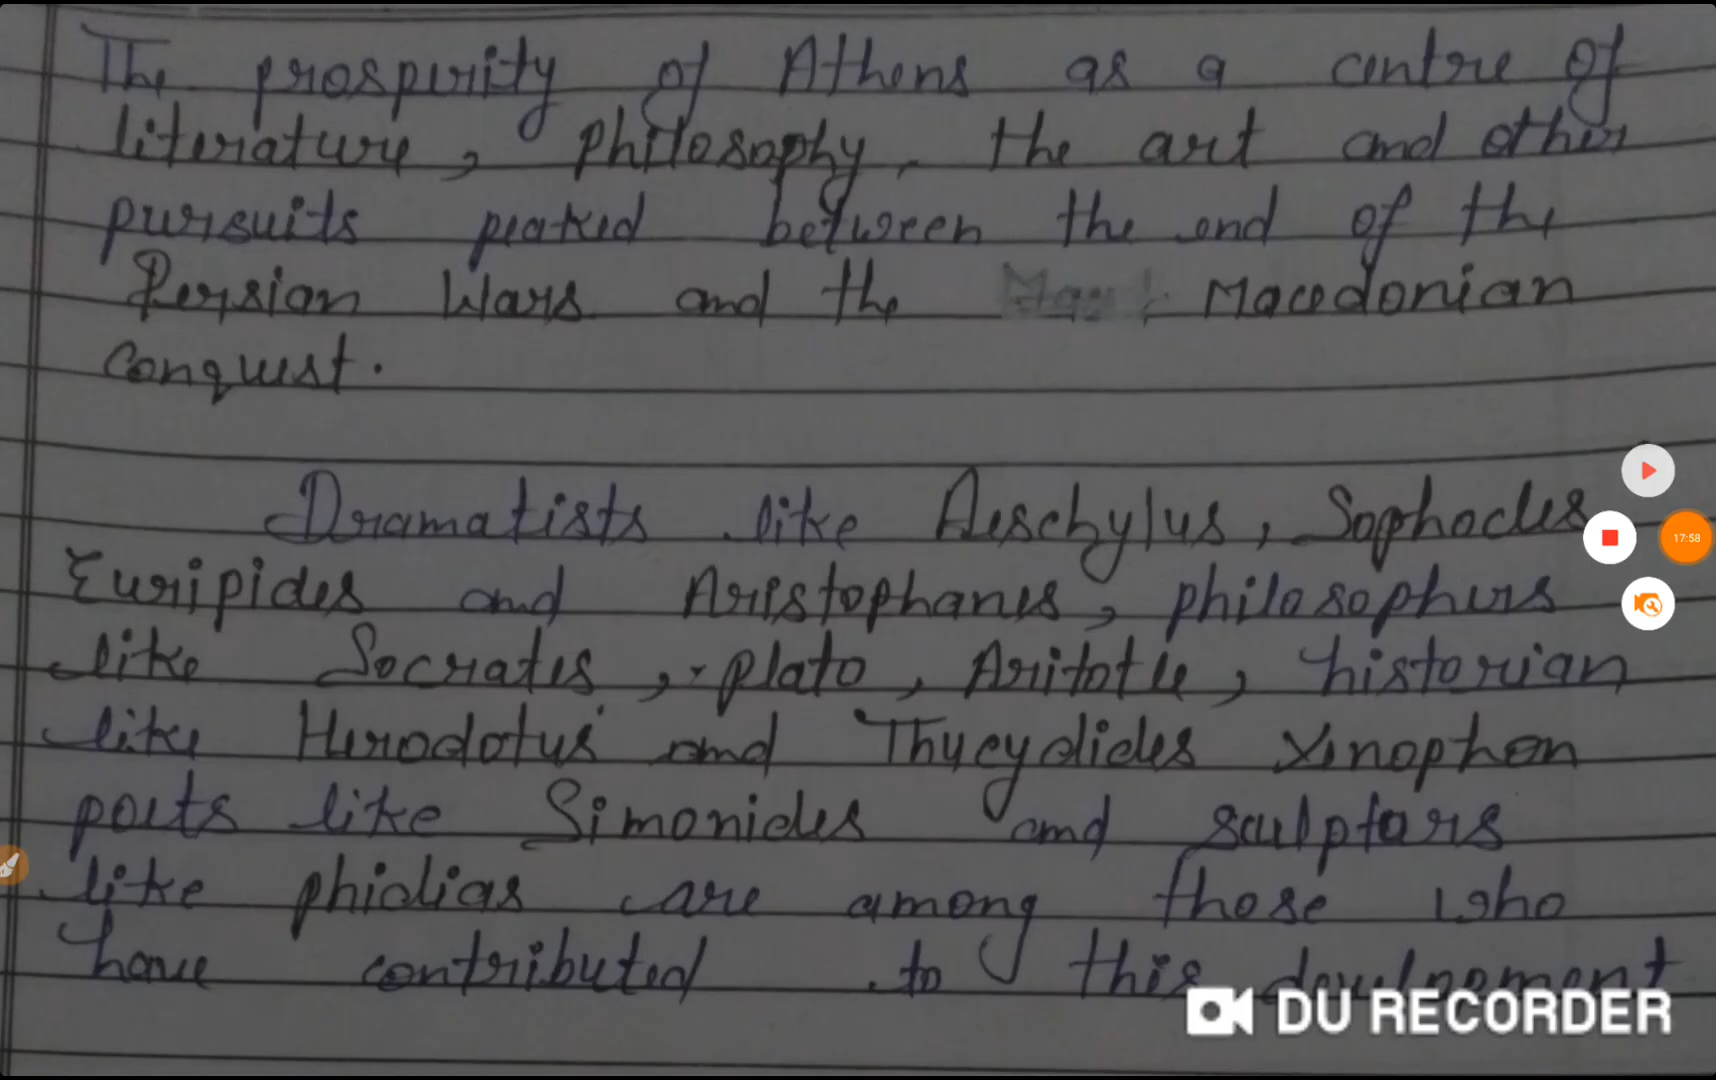 The prosperity of Athens as a centre of
literature, philosophy, the art and other
pursuits peaked between the end of the
Persian Wars and the Macedonian
conquest.
Dramatists like Aeschylus, Sophocles
Euripides and Aristophanes, philosophers
like Socrates, Plato, Aritotle, historian
like Herodotus and Thucydides Xenophon
poets like Simonides and sculptors
like phidias are among those who
have contributed to this development
17:58
DU RECORDER